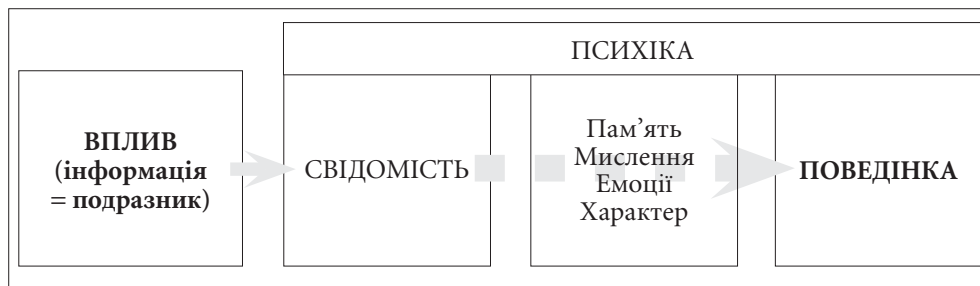 ПСИХІКА
ВПЛИВ
(інформація
= подразник)
СВІДОМІСТЬ
Пам’ять
Мислення
Емоції
Характер
ПОВЕДІНКА